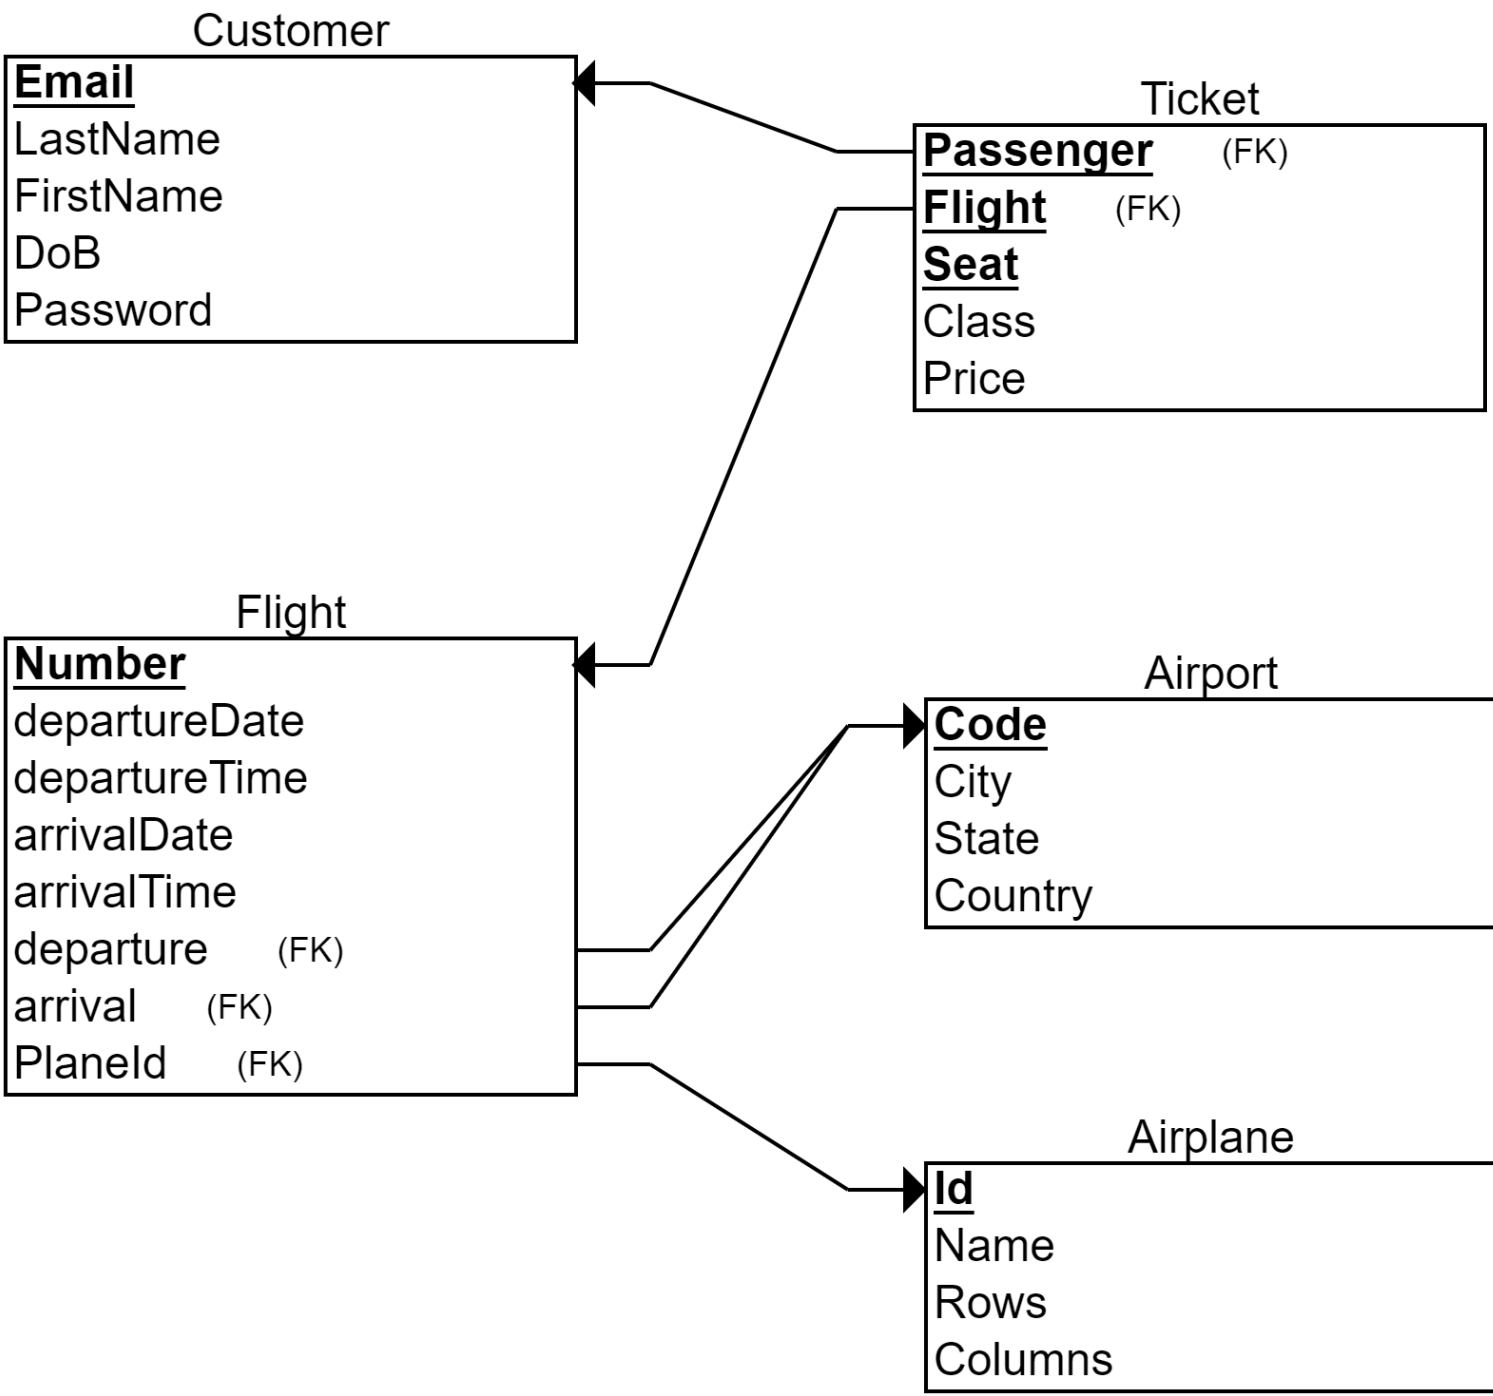 Customer
Email
LastName
FirstName
DoB
Password
Ticket
Passenger (FK)
Flight (FK)
Seat
Class
Price
Flight
Number
departureDate
departureTime
arrivalDate
arrivalTime
departure (FK)
arrival (FK)
PlaneId (FK)
Airport
Code
City
State
Country
Airplane
Id
Name
Rows
Columns